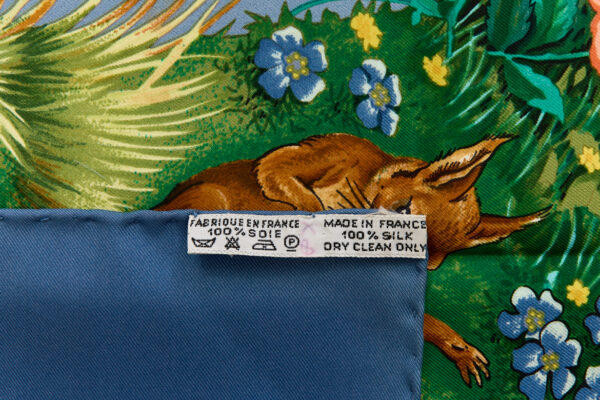 FABRIQUE EN FRANCE
100% SOIE
MADE IN FRANCE
100% SILK
DRY CLEAN ONLY
P